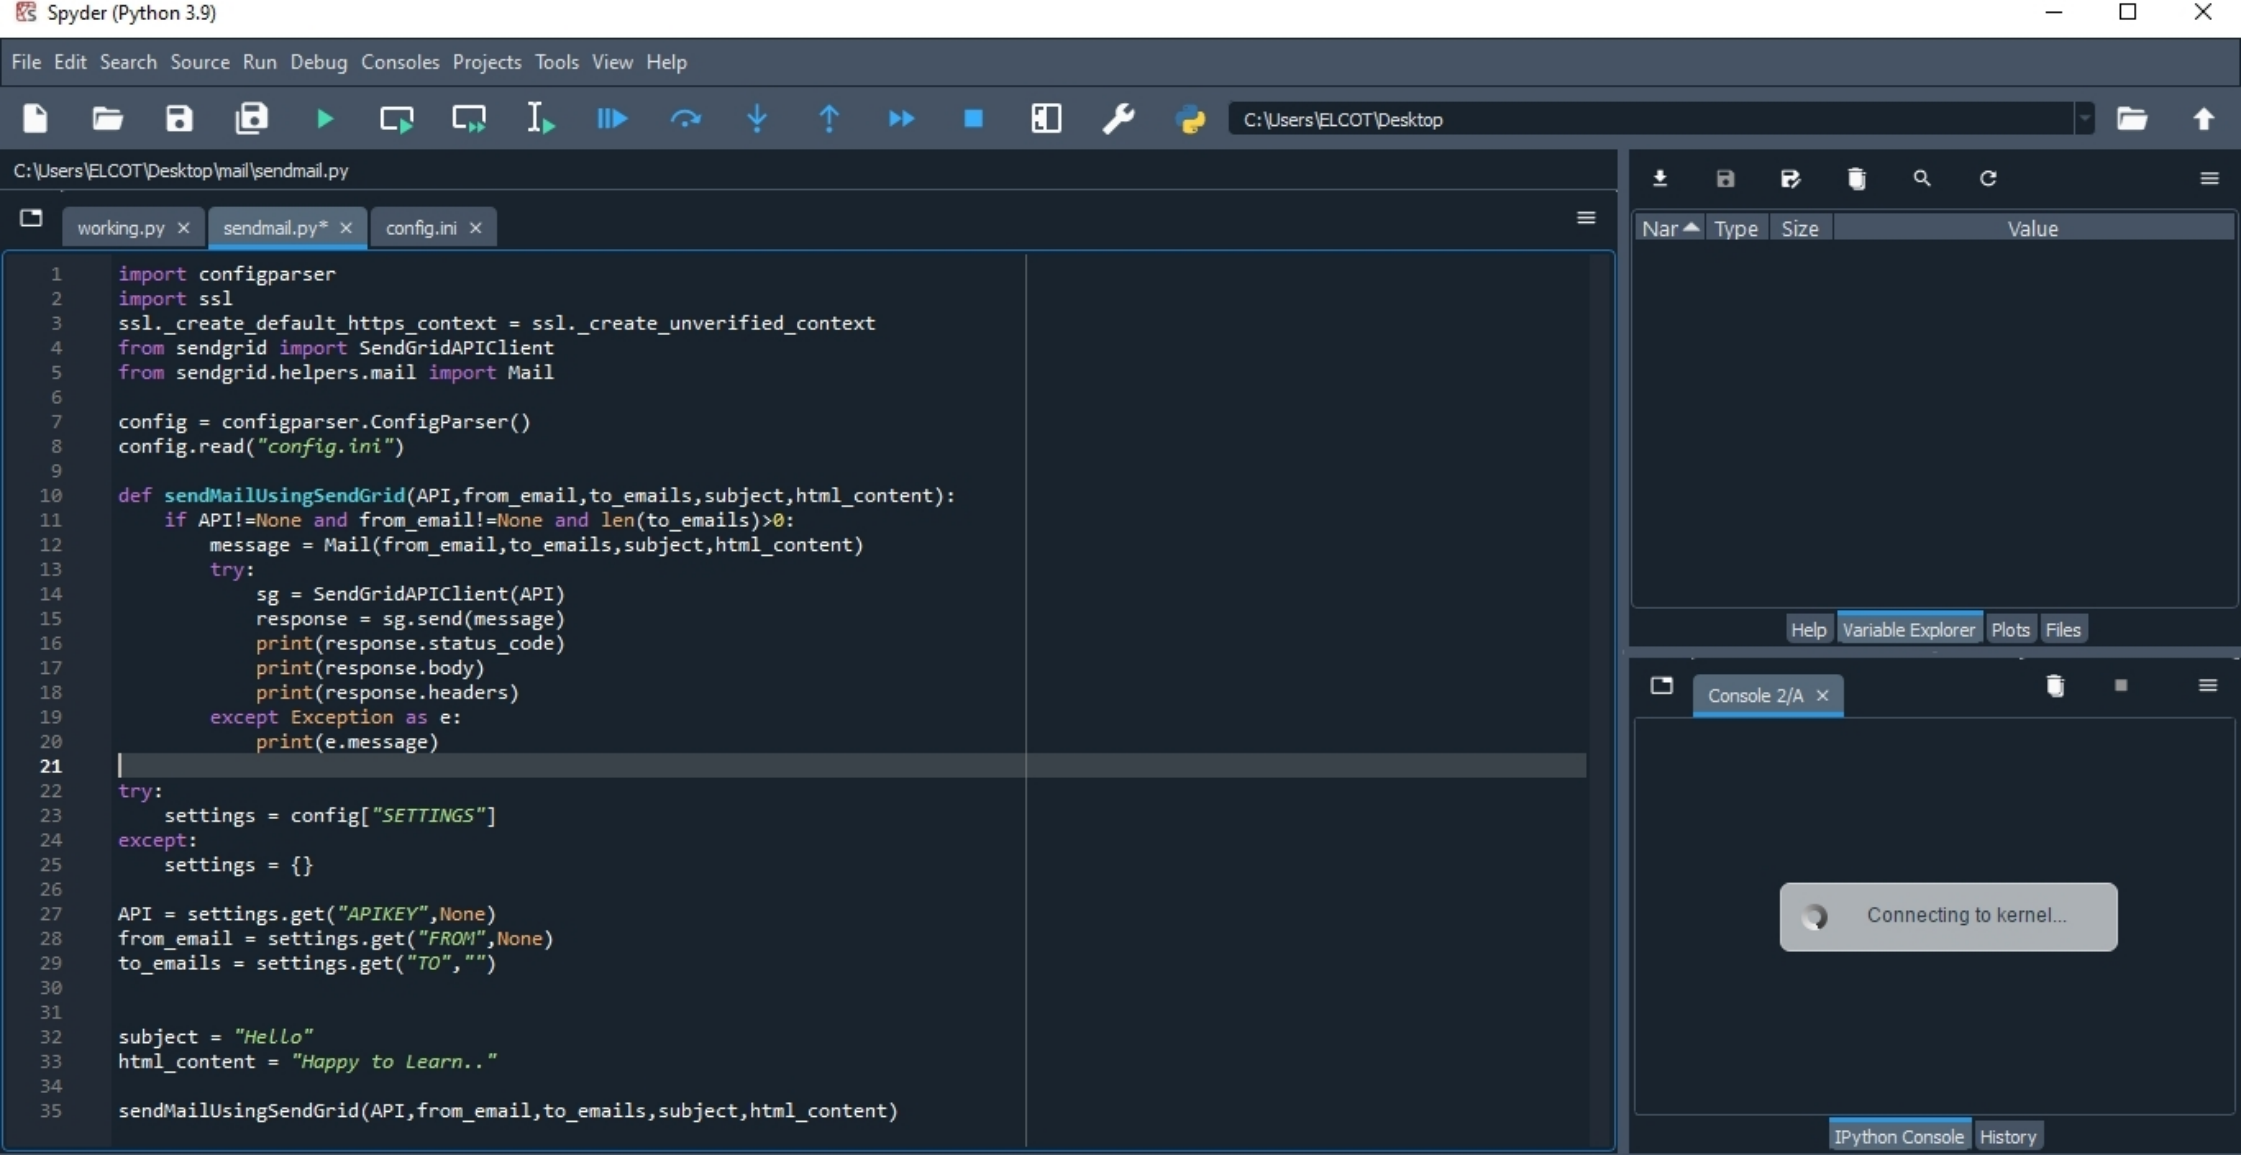 Spyder (Python 3.9)
File Edit Search Source Run Debug Consoles Projects Tools View Help
C:\Users\ELCOT\Desktop
C:\Users\ELCOT\Desktop\mail\sendmail.py
working.py sendmail.py* config.ini
1 import configparser
2 import ssl
3 ssl._create_default_https_context = ssl._create_unverified_context
4 from sendgrid import SendGridAPIClient
5 from sendgrid.helpers.mail import Mail
6
7 config = configparser.ConfigParser()
8 config.read("config.ini")
9
10 def sendMailUsingSendGrid(API,from_email,to_emails,subject,html_content):
11     if API!=None and from_email!=None and len(to_emails)>0:
12         message = Mail(from_email,to_emails,subject,html_content)
13         try:
14             sg = SendGridAPIClient(API)
15             response = sg.send(message)
16             print(response.status_code)
17             print(response.body)
18             print(response.headers)
19         except Exception as e:
20             print(e.message)
21
22 try:
23     settings = config["SETTINGS"]
24 except:
25     settings = {}
26
27 API = settings.get("APIKEY",None)
28 from_email = settings.get("FROM",None)
29 to_emails = settings.get("TO","")
30
31
32 subject = "Hello"
33 html_content = "Happy to Learn.."
34
35 sendMailUsingSendGrid(API,from_email,to_emails,subject,html_content)
Nar Type Size Value
Help Variable Explorer Plots Files
Console 2/A
Connecting to kernel...
IPython Console History